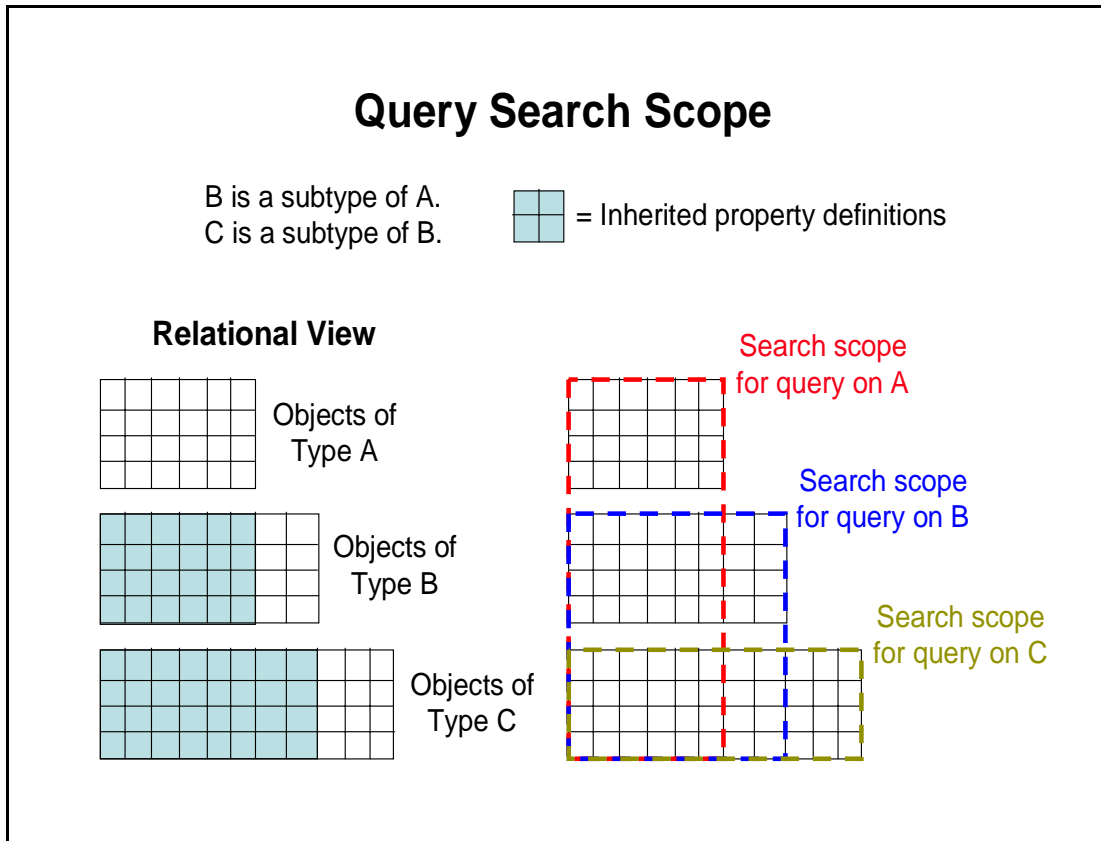 Query Search Scope
B is a subtype of A.
C is a subtype of B.
= Inherited property definitions
Relational View
Objects of
Type A
Objects of
Type B
Objects of
Type C
Search scope
for query on A
Search scope
for query on B
Search scope
for query on C